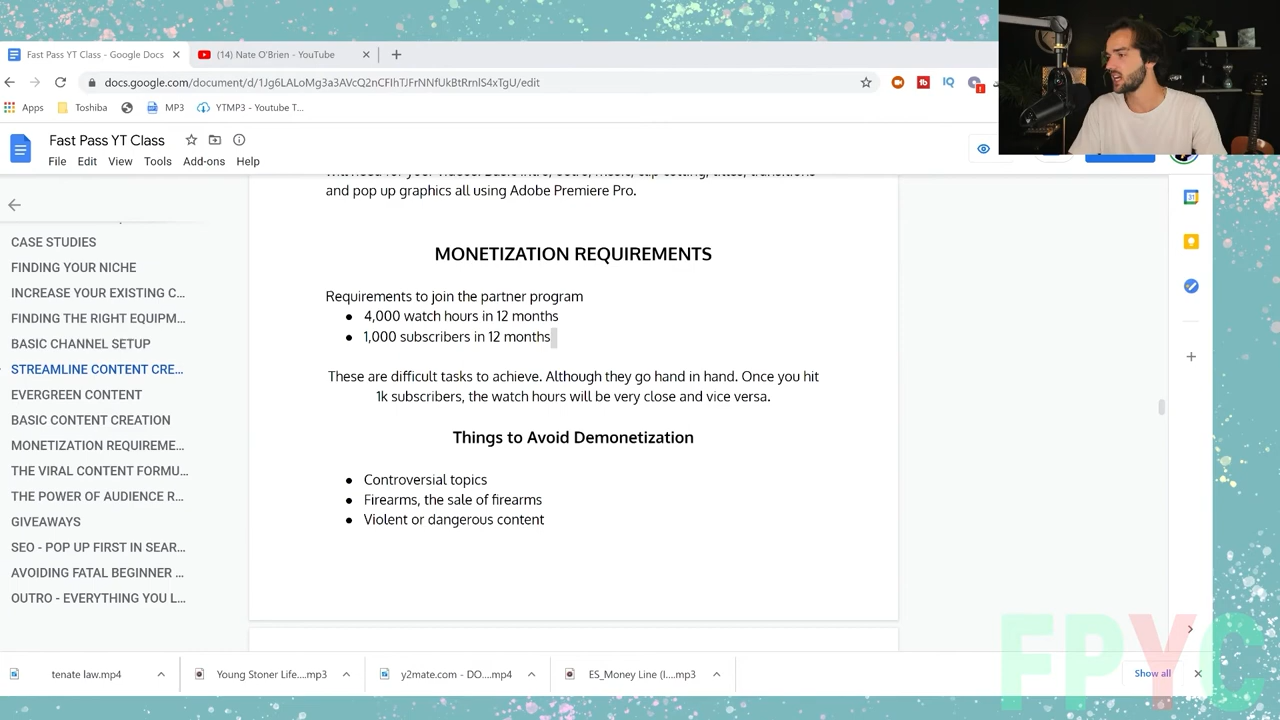 Fast Pass YT Class - Google Docs
(14) Nate O'Brien - YouTube
docs.google.com/document/d/1Jg6LALoMg3a3AVcQ2nCFIhTJFeNNfUkBtRmlS4xTgU/edit
Apps
Toshiba
MP3
YTMP3 - Youtube T...
Fast Pass YT Class
File Edit View Tools Add-ons Help
and pop up graphics all using Adobe Premiere Pro.
CASE STUDIES
FINDING YOUR NICHE
INCREASE YOUR EXISTING C...
FINDING THE RIGHT EQUIPM...
BASIC CHANNEL SETUP
STREAMLINE CONTENT CRE...
EVERGREEN CONTENT
BASIC CONTENT CREATION
MONETIZATION REQUIREME...
THE VIRAL CONTENT FORMU...
THE POWER OF AUDIENCE R...
GIVEAWAYS
SEO - POP UP FIRST IN SEAR...
AVOIDING FATAL BEGINNER ...
OUTRO - EVERYTHING YOU L...
MONETIZATION REQUIREMENTS
Requirements to join the partner program
4,000 watch hours in 12 months
1,000 subscribers in 12 months
These are difficult tasks to achieve. Although they go hand in hand. Once you hit
1k subscribers, the watch hours will be very close and vice versa.
Things to Avoid Demonetization
Controversial topics
Firearms, the sale of firearms
Violent or dangerous content
FPYC
tenate law.mp4
Young Stoner Life....mp3
y2mate.com - DO....mp4
ES_Money Line (I....mp3
Show all